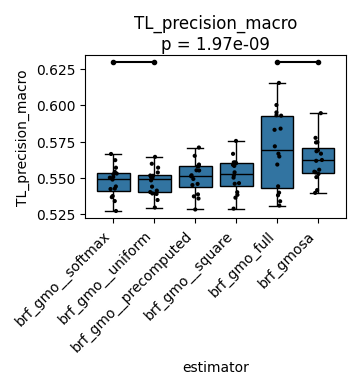 TL_precision_macro
p = 1.97e-09
TL_precision_macro
0.625
0.600
0.575
0.550
0.525
brf_gmo__softmax
brf_gmo__uniform
brf_gmo__precomputed
brf_gmo__square
brf_gmo_full
brf_gmosa
estimator